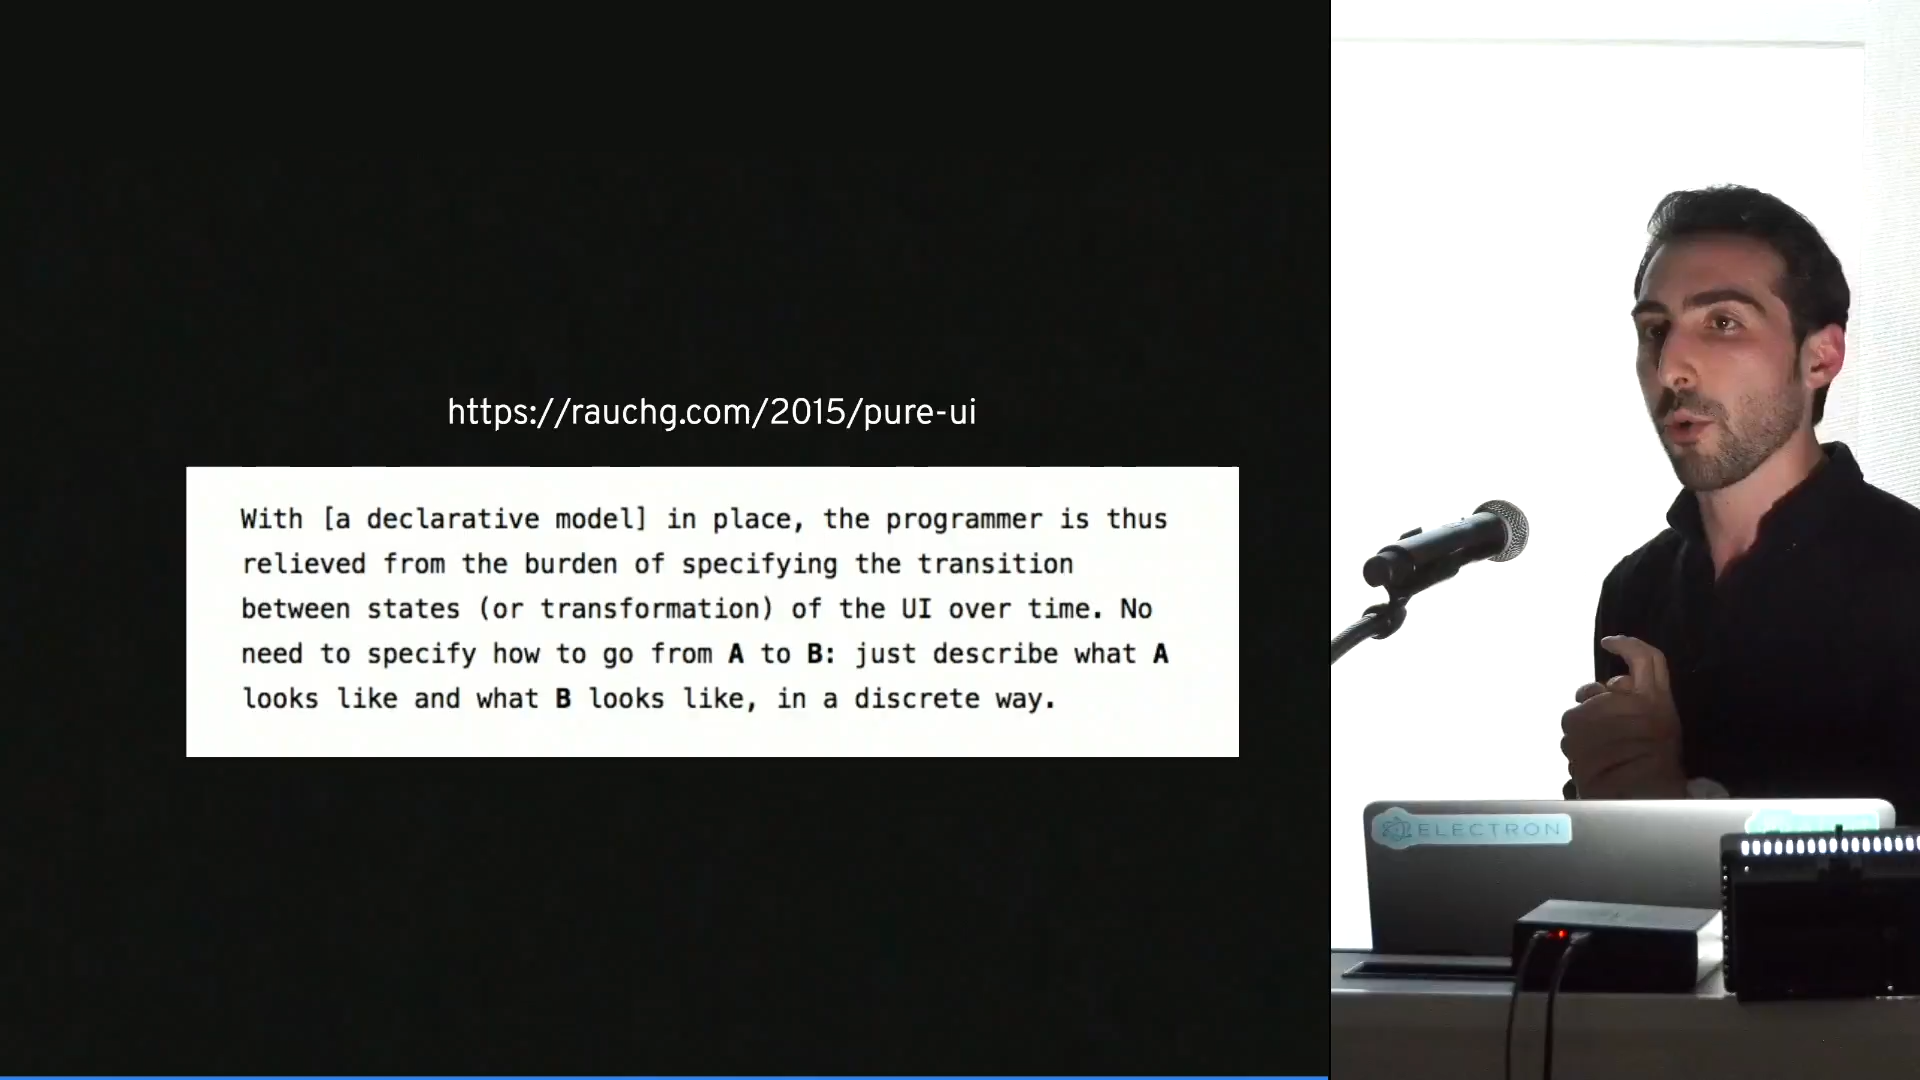 https://rauchg.com/2015/pure-ui
With [a declarative model] in place, the programmer is thus
relieved from the burden of specifying the transition
between states (or transformation) of the UI over time. No
need to specify how to go from A to B: just describe what A
looks like and what B looks like, in a discrete way.
ELECTRON